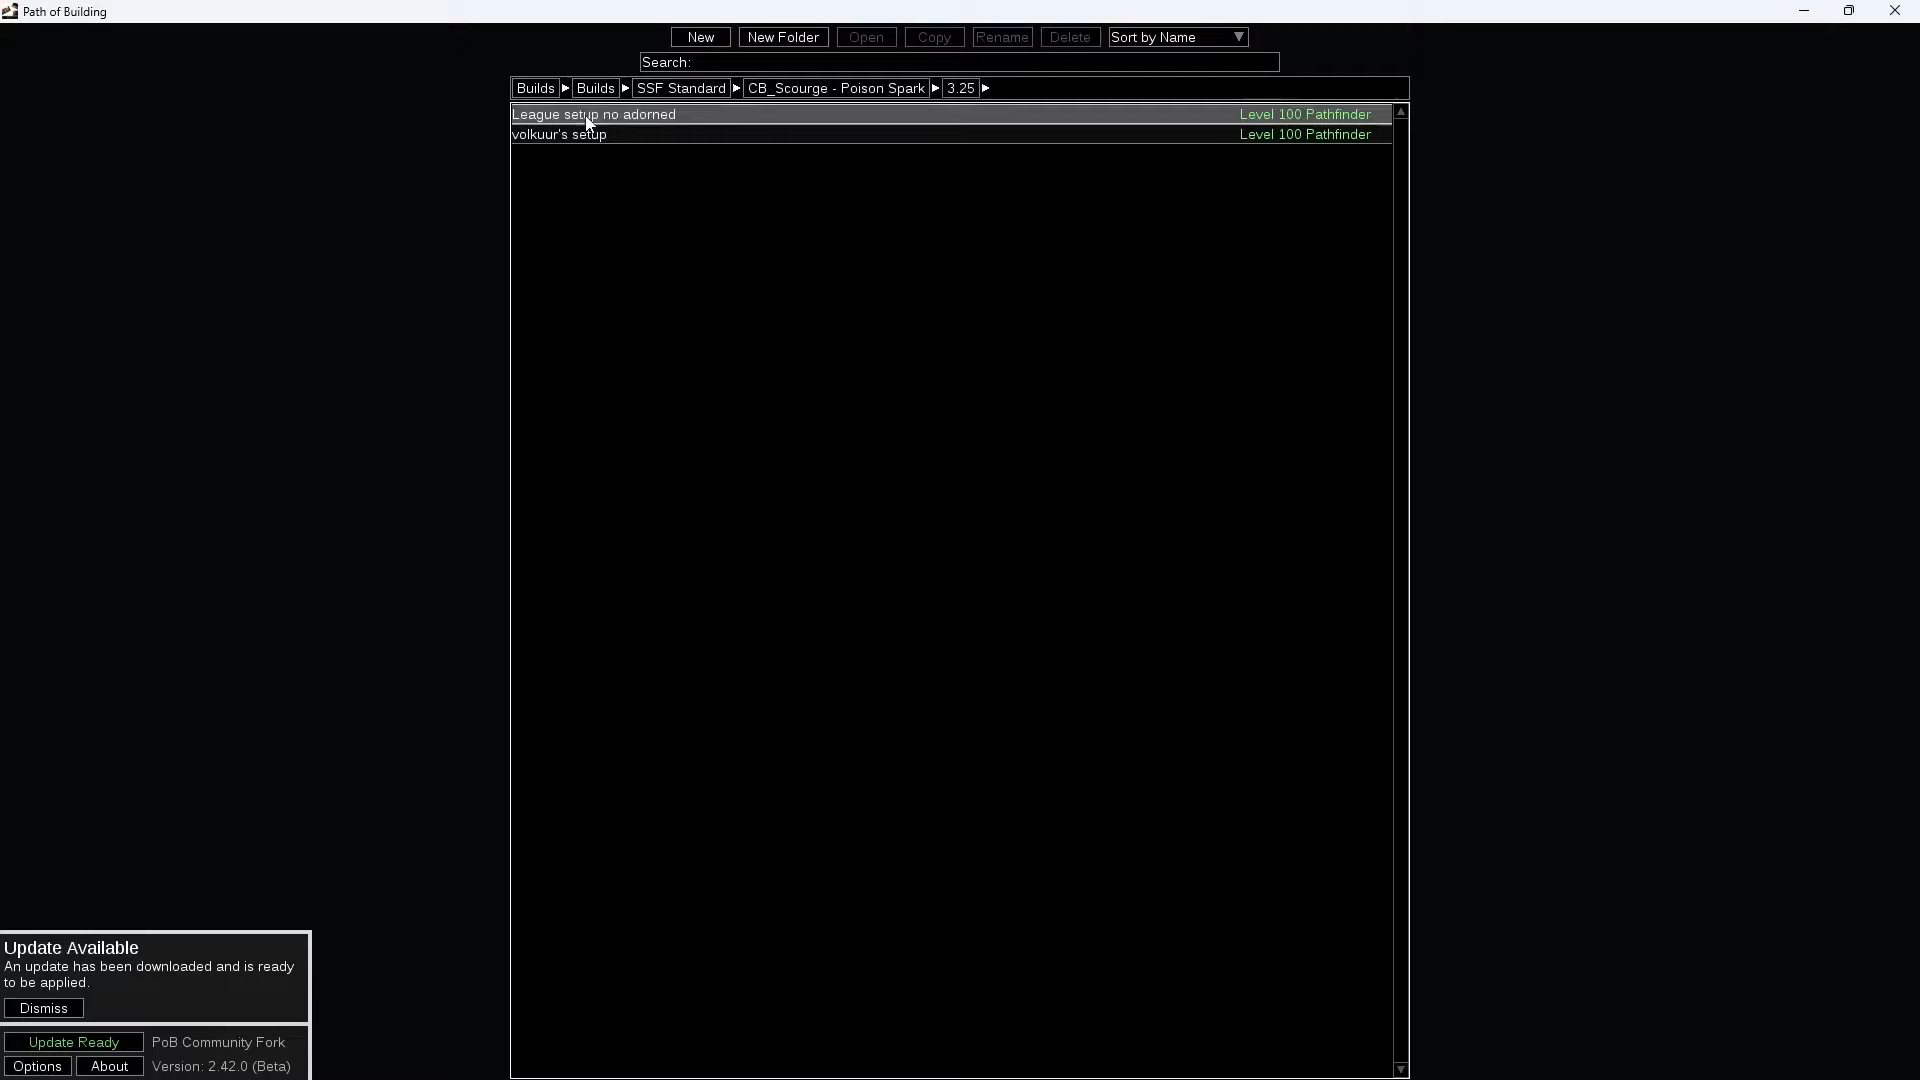 Path of Building
New New Folder Open Copy Rename Delete Sort by Name
Search:
Builds Builds SSF Standard CB_Scourge - Poison Spark 3.25
League setup no adorned Level 100 Pathfinder
volkuur's setup Level 100 Pathfinder
Update Available
An update has been downloaded and is ready
to be applied.
Dismiss
Update Ready PoB Community Fork
Options About Version: 2.42.0 (Beta)